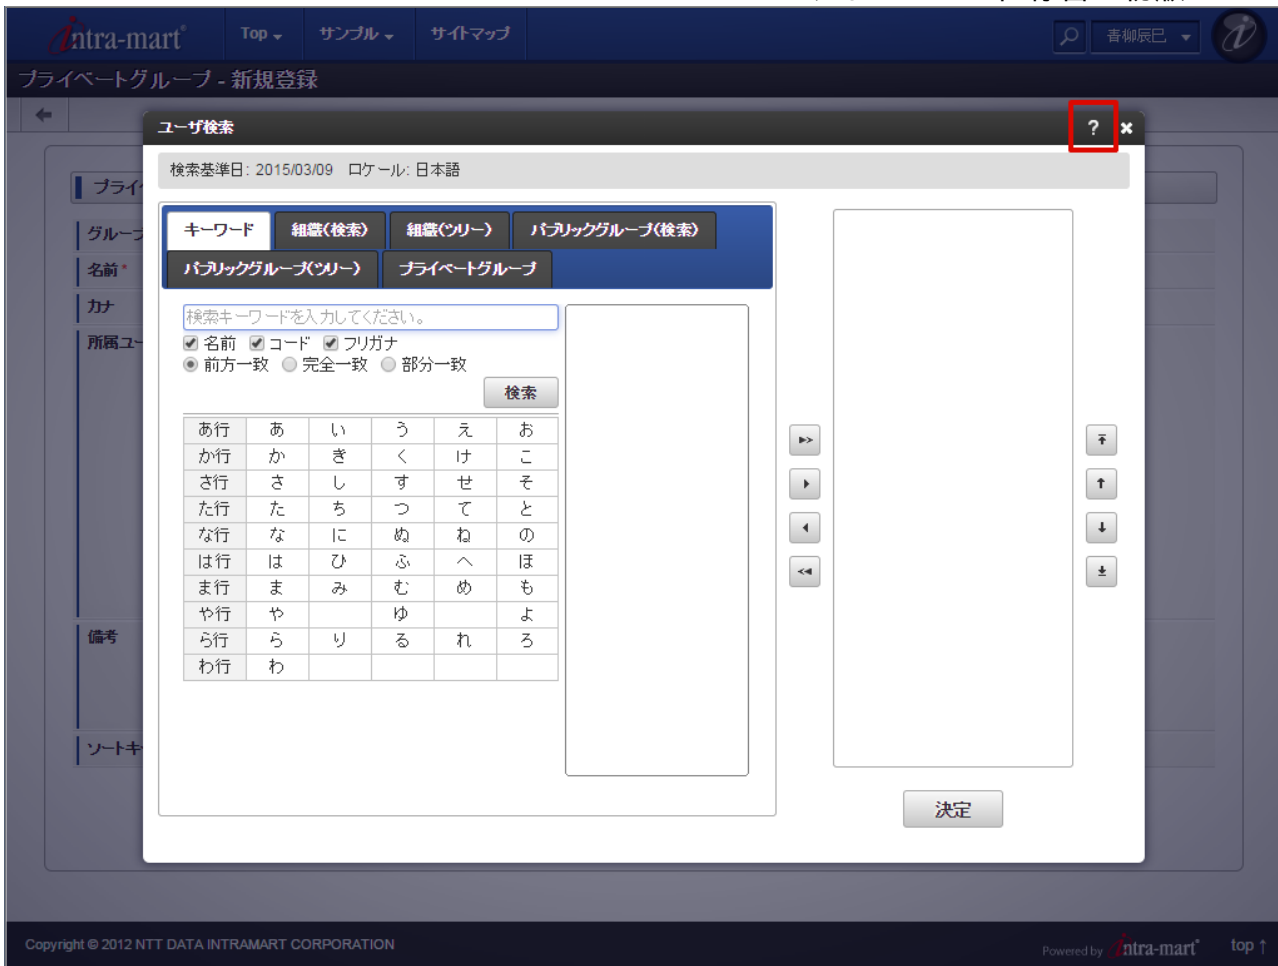 intra-mart Top サンプル サイトマップ 青柳辰巳
プライベートグループ - 新規登録
ユーザ検索 ? ×
検索基準日: 2015/03/09 ロケール: 日本語
プライ
キーワード 組織(検索) 組織(ツリー) パブリックグループ(検索)
パブリックグループ(ツリー) プライベートグループ
グループ
名前*
カナ
所属ユー
検索キーワードを入力してください。
名前 コード フリガナ
前方一致 完全一致 部分一致
検索
あ行 あ い う え お
か行 か き く け こ
さ行 さ し す せ そ
た行 た ち つ て と
な行 な に ぬ ね の
は行 は ひ ふ へ ほ
ま行 ま み む め も
や行 や ゆ よ
ら行 ら り る れ ろ
わ行 わ
備考
ソートキ
決定
Copyright © 2012 NTT DATA INTRAMART CORPORATION
Powered by intra-mart top ↑